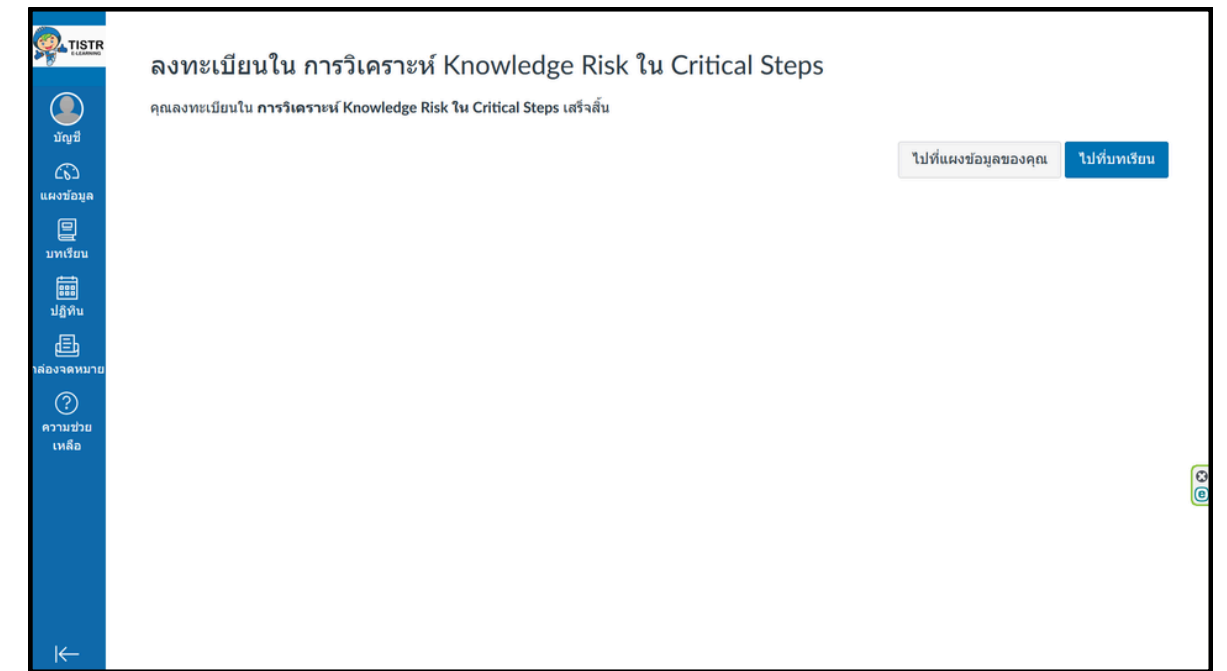 TISTR
E-LEARNING
บัญชี
แผงข้อมูล
บทเรียน
ปฏิทิน
กล่องจดหมาย
ความช่วย
เหลือ
ลงทะเบียนใน การวิเคราะห์ Knowledge Risk ใน Critical Steps
คุณลงทะเบียนใน การวิเคราะห์ Knowledge Risk ใน Critical Steps เสร็จสิ้น
ไปที่แผงข้อมูลของคุณ
ไปที่บทเรียน